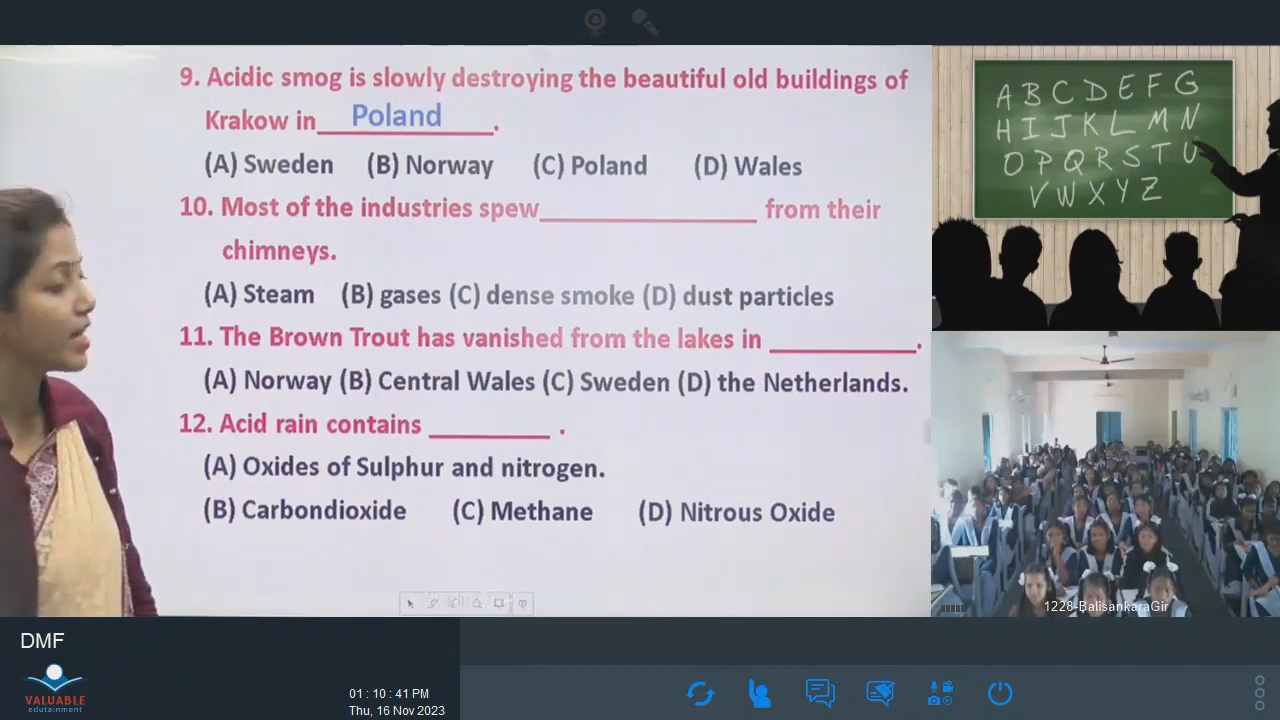 9. Acidic smog is slowly destroying the beautiful old buildings of
Krakow in Poland.
(A) Sweden (B) Norway (C) Poland (D) Wales
10. Most of the industries spew______________ from their
chimneys.
(A) Steam (B) gases (C) dense smoke (D) dust particles
11. The Brown Trout has vanished from the lakes in __________.
(A) Norway (B) Central Wales (C) Sweden (D) the Netherlands.
12. Acid rain contains ________ .
(A) Oxides of Sulphur and nitrogen.
(B) Carbondioxide (C) Methane (D) Nitrous Oxide
A B C D E F G
H I J K L M N
O P Q R S T U
V W X Y Z
1228-BalisankaraGir
DMF
VALUABLE
edutainment
01 : 10 : 41 PM
Thu, 16 Nov 2023